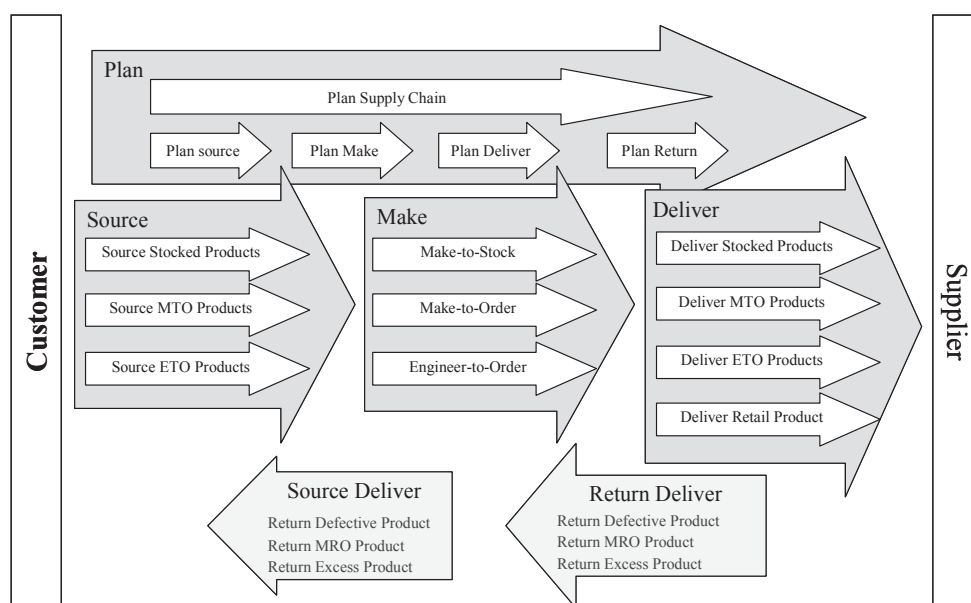 Customer
Plan
Plan Supply Chain
Plan source
Plan Make
Plan Deliver
Plan Return
Source
Source Stocked Products
Source MTO Products
Source ETO Products
Make
Make-to-Stock
Make-to-Order
Engineer-to-Order
Deliver
Deliver Stocked Products
Deliver MTO Products
Deliver ETO Products
Deliver Retail Product
Source Deliver
Return Defective Product
Return MRO Product
Return Excess Product
Return Deliver
Return Defective Product
Return MRO Product
Return Excess Product
Supplier